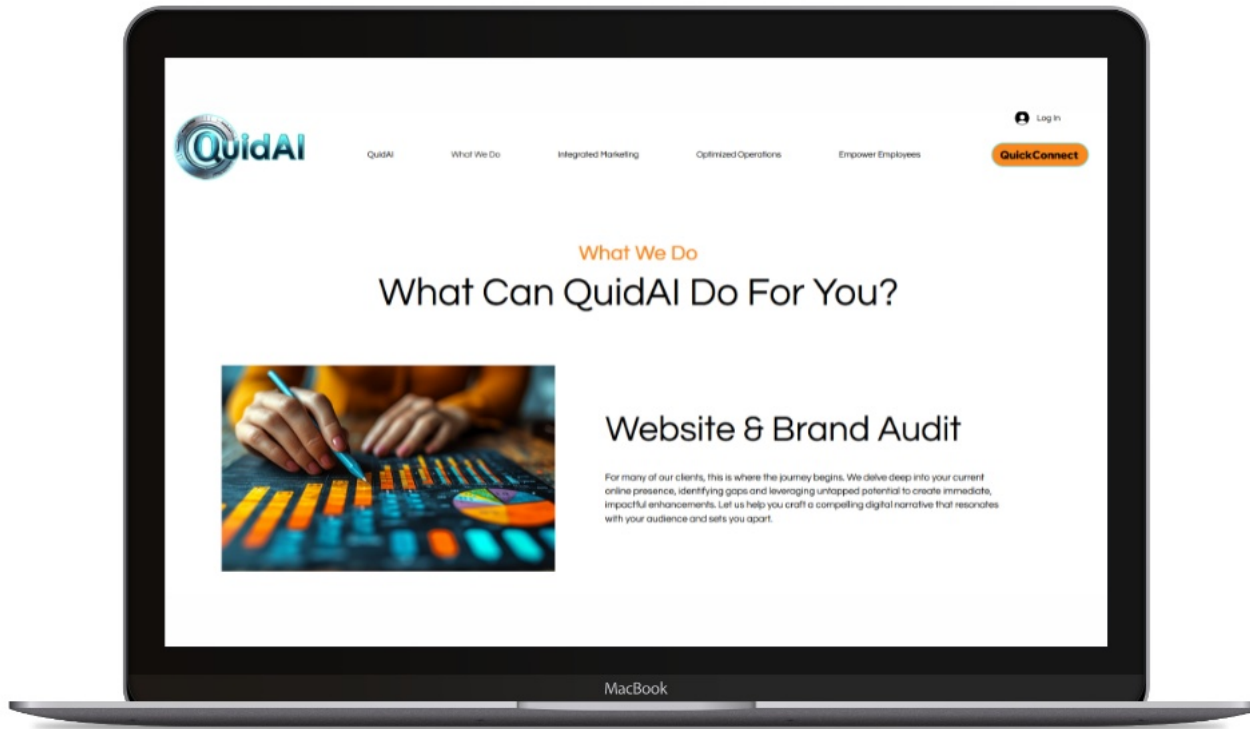 QuidAI
Log In
QuidAI
What We Do
Integrated Marketing
Optimized Operations
Empower Employees
QuickConnect
What We Do
What Can QuidAI Do For You?
Website & Brand Audit
For many of our clients, this is where the journey begins. We delve deep into your current
online presence, identifying gaps and leveraging untapped potential to create immediate,
impactful enhancements. Let us help you craft a compelling digital narrative that resonates
with your audience and sets you apart.
MacBook